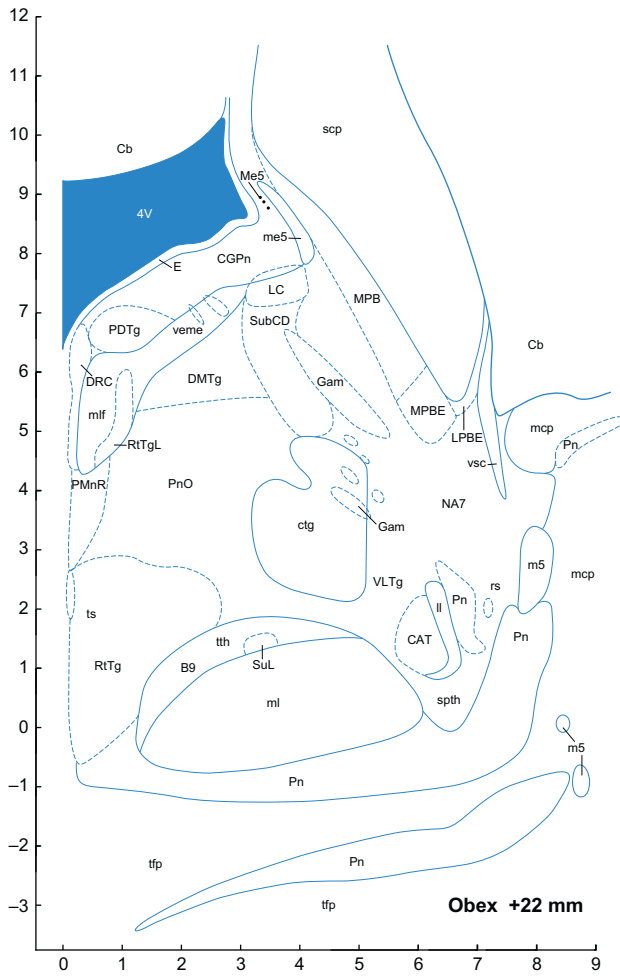 12
11
10
9
8
7
6
5
4
3
2
1
0
–1
–2
–3
scp
Cb
Me5
4V
me5
E
CGPn
LC
MPB
PDTg
veme
SubCD
Cb
DRC
DMTg
Gam
MPBE
mlf
LPBE
mcp
RtTgL
Pn
vsc
PMnR
PnO
NA7
ctg
Gam
m5
mcp
VLTg
rs
ll
Pn
ts
CAT
Pn
tth
RtTg
B9
SuL
ml
spth
m5
Pn
tfp
Pn
tfp
Obex +22 mm
0 1 2 3 4 5 6 7 8 9